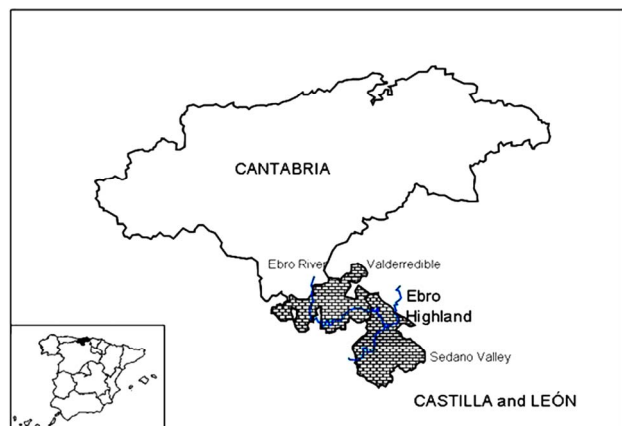 CANTABRIA
Ebro River
Valderredible
Ebro
Highland
Sedano Valley
CASTILLA and LEÓN